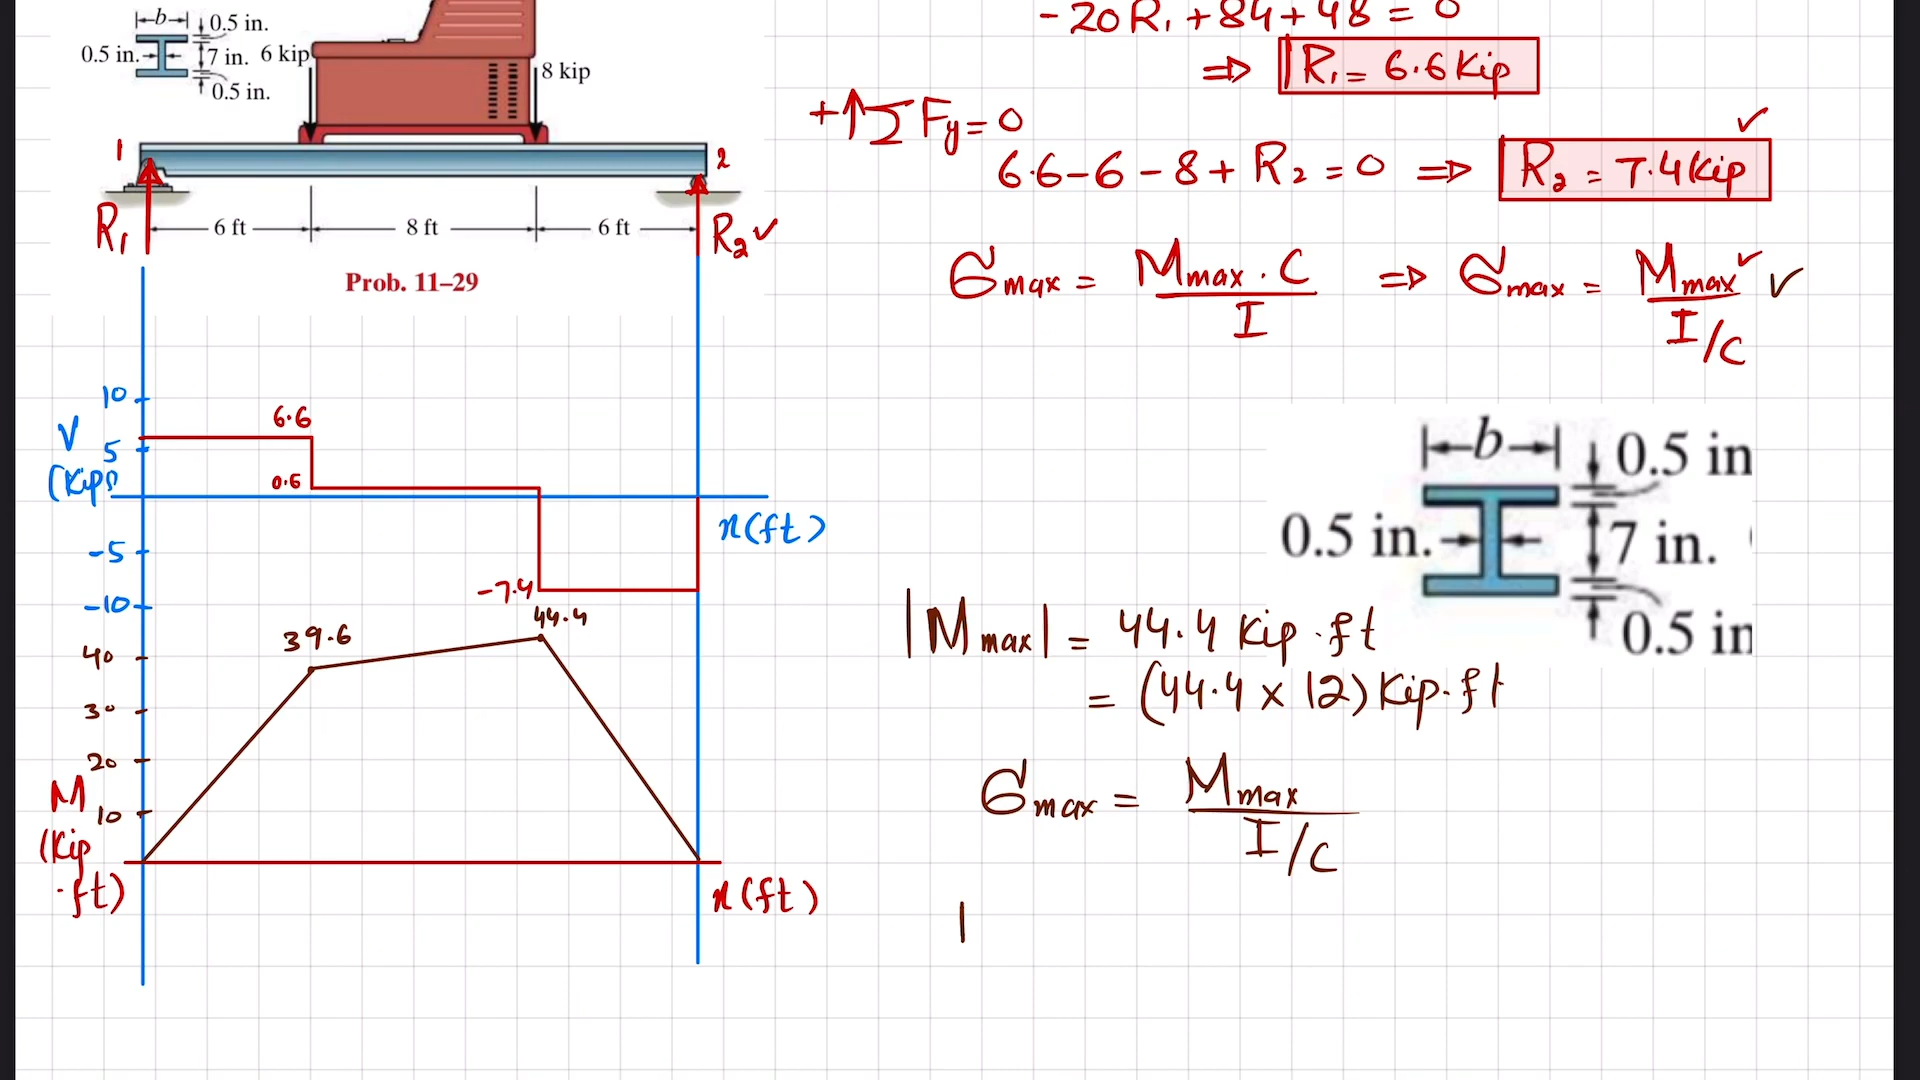 -20R₁ + 84 + 48 = 0
⇒ R₁ = 6.6 Kip
+↑ΣFy = 0
6.6 - 6 - 8 + R₂ = 0 ⇒ R₂ = 7.4 Kip ✓
σmax = Mmax · C / I ⇒ σmax = Mmax ✓ / I/C ✓
b
0.5 in.
0.5 in.
7 in.
6 kip
0.5 in.
8 kip
1
2
R₁
6 ft
8 ft
6 ft
R₂ ✓
Prob. 11–29
V
(Kips)
10
5
-5
-10
6.6
0.6
-7.4
x(ft)
M
(Kip
·ft)
40
30
20
10
39.6
44.4
x(ft)
b
0.5 in
0.5 in.
7 in.
0.5 in
|Mmax| = 44.4 Kip·ft
= (44.4 × 12) Kip·ft
σmax = Mmax / I/C